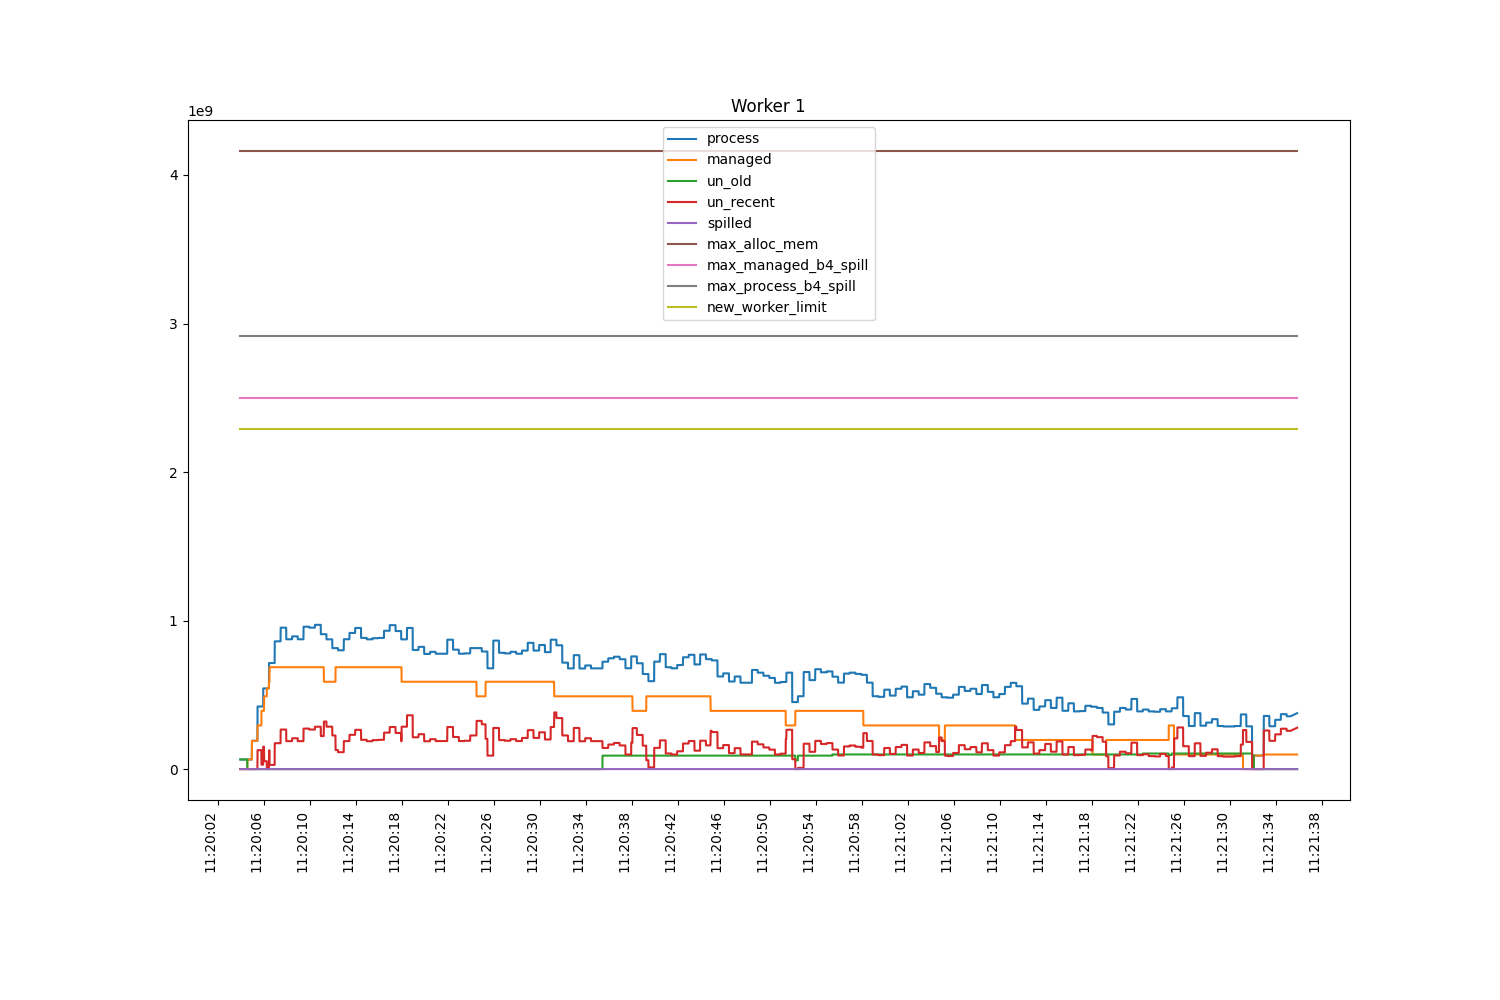 Worker 1
1e9
process
managed
un_old
un_recent
spilled
max_alloc_mem
max_managed_b4_spill
max_process_b4_spill
new_worker_limit
4
3
2
1
0
11:20:02
11:20:06
11:20:10
11:20:14
11:20:18
11:20:22
11:20:26
11:20:30
11:20:34
11:20:38
11:20:42
11:20:46
11:20:50
11:20:54
11:20:58
11:21:02
11:21:06
11:21:10
11:21:14
11:21:18
11:21:22
11:21:26
11:21:30
11:21:34
11:21:38